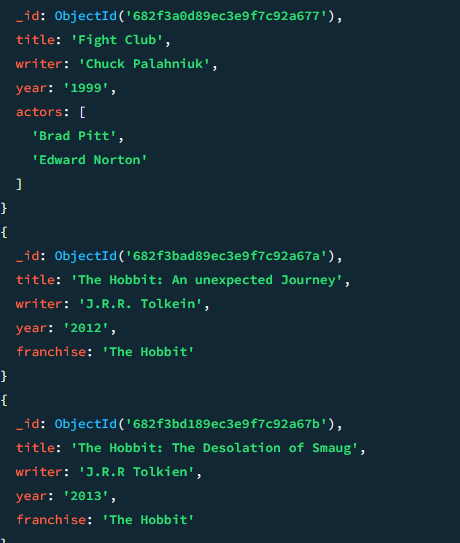 _id: ObjectId('682f3a0d89ec3e9f7c92a677'),
title: 'Fight Club',
writer: 'Chuck Palahniuk',
year: '1999',
actors: [
'Brad Pitt',
'Edward Norton'
]
}
{
_id: ObjectId('682f3bad89ec3e9f7c92a67a'),
title: 'The Hobbit: An unexpected Journey',
writer: 'J.R.R. Tolkein',
year: '2012',
franchise: 'The Hobbit'
}
{
_id: ObjectId('682f3bd189ec3e9f7c92a67b'),
title: 'The Hobbit: The Desolation of Smaug',
writer: 'J.R.R Tolkien',
year: '2013',
franchise: 'The Hobbit'
}